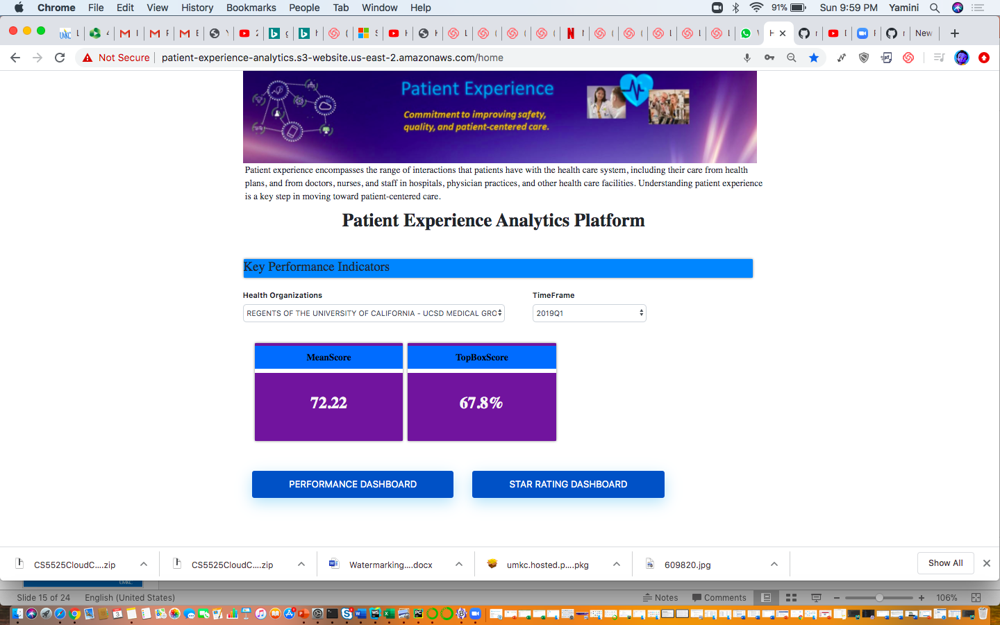 Chrome File Edit View History Bookmarks People Tab Window Help 91% Sun 9:59 PM Yamini
New
Not Secure patient-experience-analytics.s3-website.us-east-2.amazonaws.com/home
Patient Experience
Commitment to improving safety,
quality, and patient-centered care.
Patient experience encompasses the range of interactions that patients have with the health care system, including their care from health
plans, and from doctors, nurses, and staff in hospitals, physician practices, and other health care facilities. Understanding patient experience
is a key step in moving toward patient-centered care.
Patient Experience Analytics Platform
Key Performance Indicators
Health Organizations TimeFrame
REGENTS OF THE UNIVERSITY OF CALIFORNIA - UCSD MEDICAL GRO 2019Q1
MeanScore TopBoxScore
72.22 67.8%
PERFORMANCE DASHBOARD STAR RATING DASHBOARD
CS5525CloudC....zip CS5525CloudC....zip Watermarking....docx umkc.hosted.p....pkg 609820.jpg Show All
UMKC
Slide 15 of 24 English (United States) Notes Comments 106%